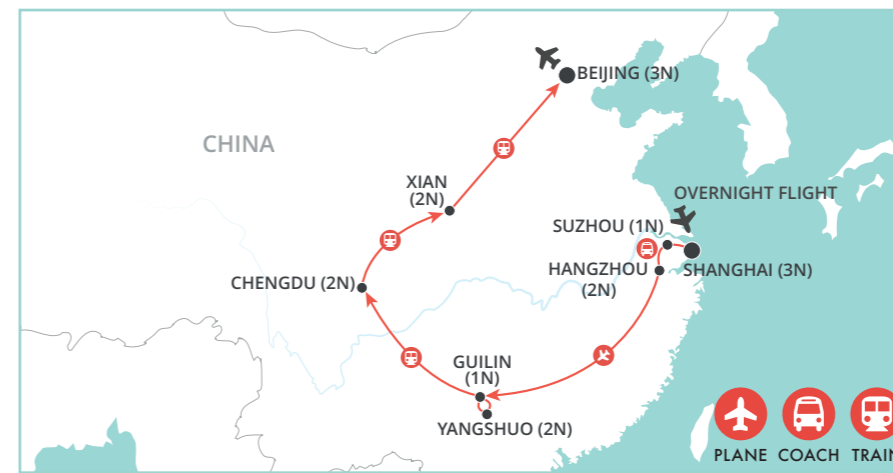 BEIJING (3N)
CHINA
XIAN
(2N)
OVERNIGHT FLIGHT
SUZHOU (1N)
HANGZHOU
(2N)
SHANGHAI (3N)
CHENGDU (2N)
GUILIN
(1N)
YANGSHUO (2N)
PLANE
COACH
TRAIN